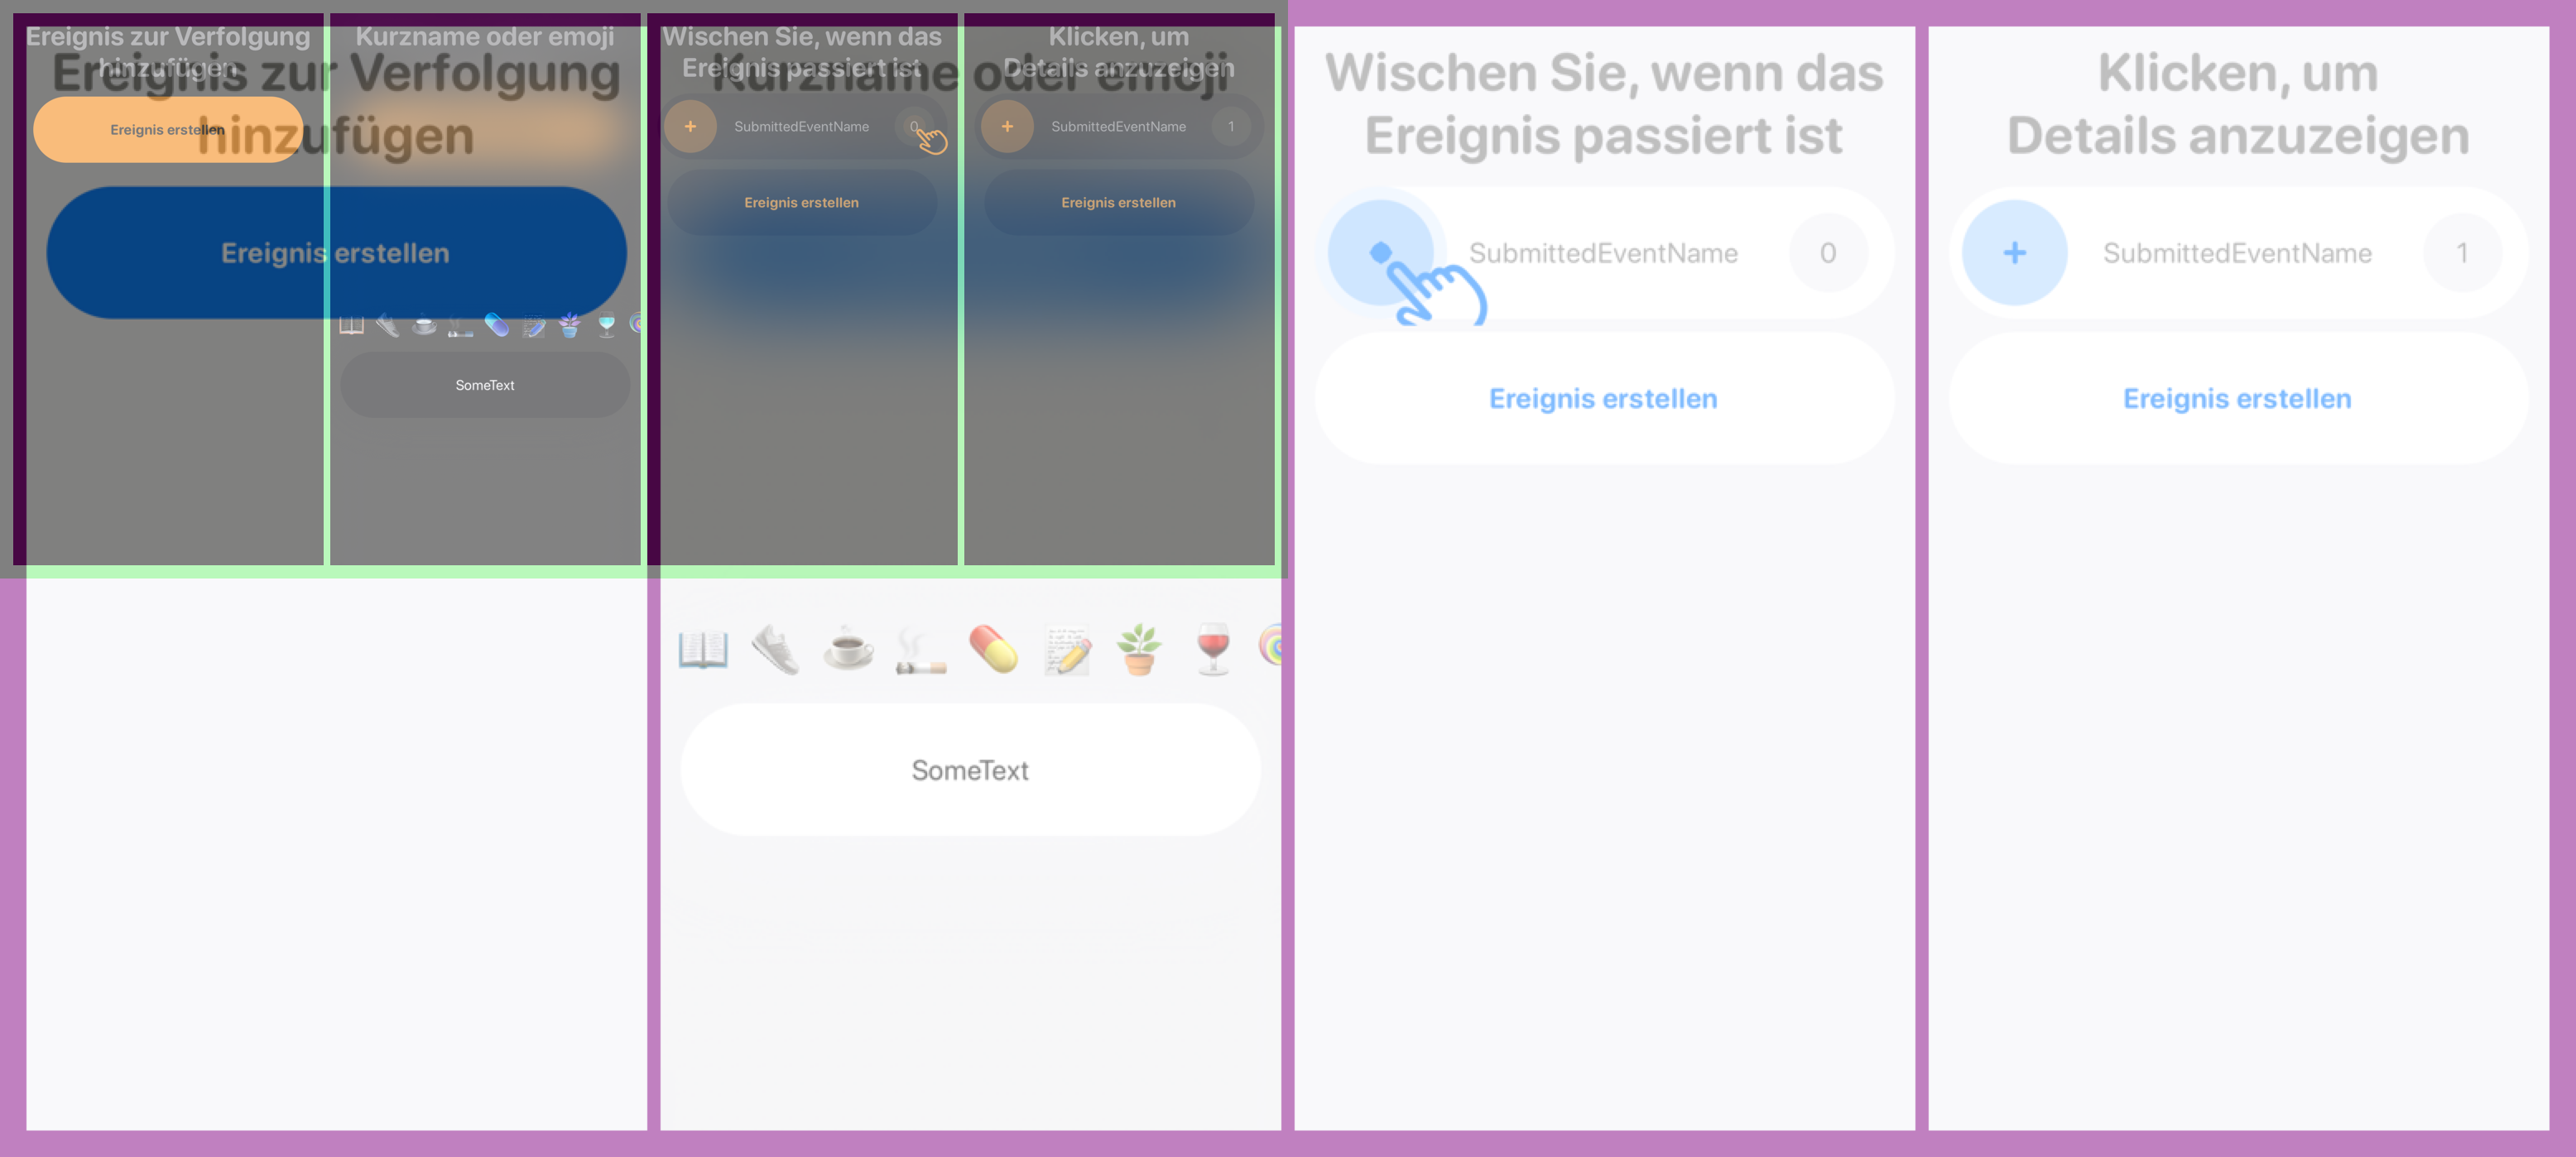 Ereignis zur Verfolgung
hinzufügen
Ereignis erstellen
Kurzname oder emoji
SomeText
Wischen Sie, wenn das
Ereignis passiert ist
+ SubmittedEventName 0
Ereignis erstellen
Klicken, um
Details anzuzeigen
+ SubmittedEventName 1
Ereignis erstellen
Ereignis zur Verfolgung
hinzufügen
Ereignis erstellen
Kurzname oder emoji
SomeText
Wischen Sie, wenn das
Ereignis passiert ist
SubmittedEventName 0
Ereignis erstellen
Klicken, um
Details anzuzeigen
+ SubmittedEventName 1
Ereignis erstellen